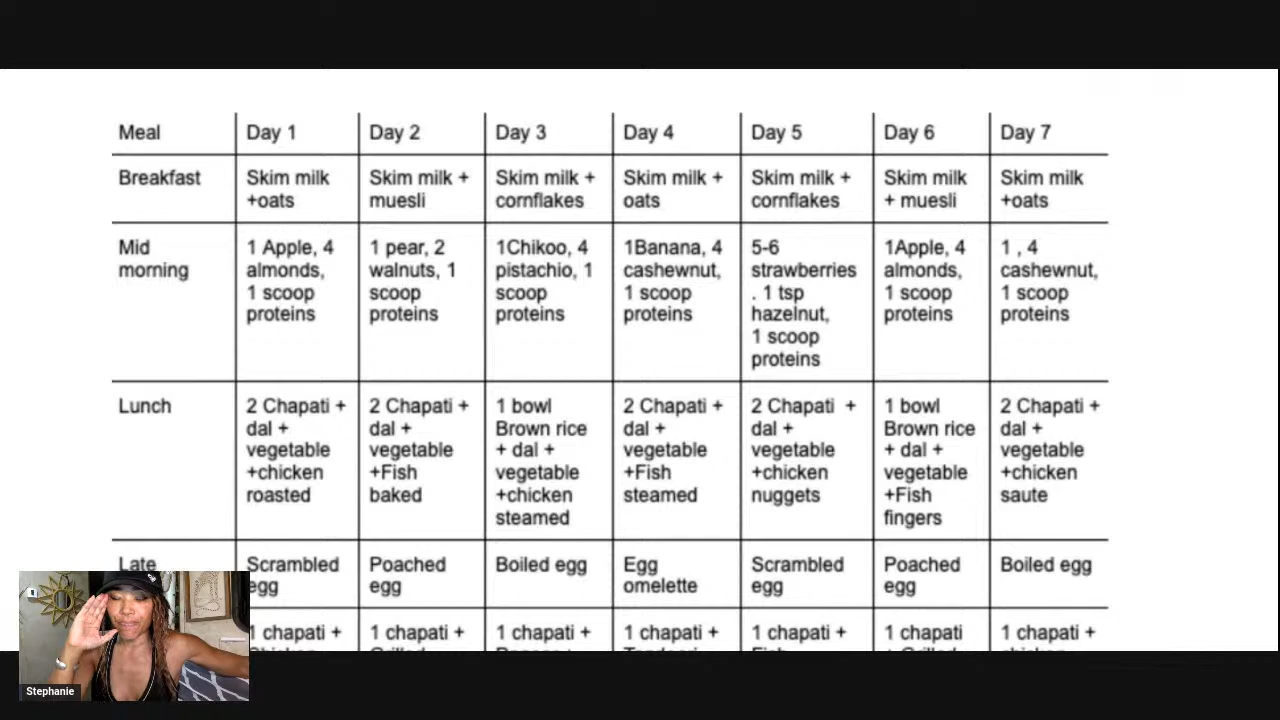 Meal Day 1 Day 2 Day 3 Day 4 Day 5 Day 6 Day 7
Breakfast
Skim milk
+oats
Skim milk +
muesli
Skim milk +
cornflakes
Skim milk +
oats
Skim milk +
cornflakes
Skim milk
+ muesli
Skim milk
+oats
Mid
morning
1 Apple, 4
almonds,
1 scoop
proteins
1 pear, 2
walnuts, 1
scoop
proteins
1Chikoo, 4
pistachio, 1
scoop
proteins
1Banana, 4
cashewnut,
1 scoop
proteins
5-6
strawberries
. 1 tsp
hazelnut,
1 scoop
proteins
1Apple, 4
almonds,
1 scoop
proteins
1 , 4
cashewnut,
1 scoop
proteins
Lunch
2 Chapati +
dal +
vegetable
+chicken
roasted
2 Chapati +
dal +
vegetable
+Fish
baked
1 bowl
Brown rice
+ dal +
vegetable
+chicken
steamed
2 Chapati +
dal +
vegetable
+Fish
steamed
2 Chapati +
dal +
vegetable
+chicken
nuggets
1 bowl
Brown rice
+ dal +
vegetable
+Fish
fingers
2 Chapati +
dal +
vegetable
+chicken
saute
Late
Scrambled
egg
Poached
egg
Boiled egg
Egg
omelette
Scrambled
egg
Poached
egg
Boiled egg
1 chapati +
1 chapati +
1 chapati +
1 chapati +
1 chapati +
1 chapati
1 chapati +
Stephanie